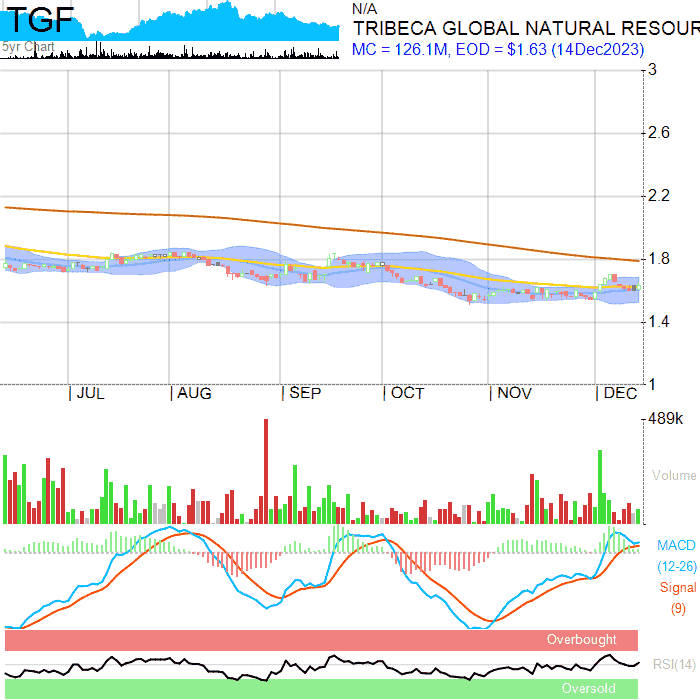 TGF
5yr Chart
N/A
TRIBECA GLOBAL NATURAL RESOUR
MC = 126.1M, EOD = $1.63 (14Dec2023)
3
2.6
2.2
1.8
1.4
1
JUL AUG SEP OCT NOV DEC
489k
Volume
MACD
(12-26)
Signal
(9)
Overbought
RSI(14)
Oversold